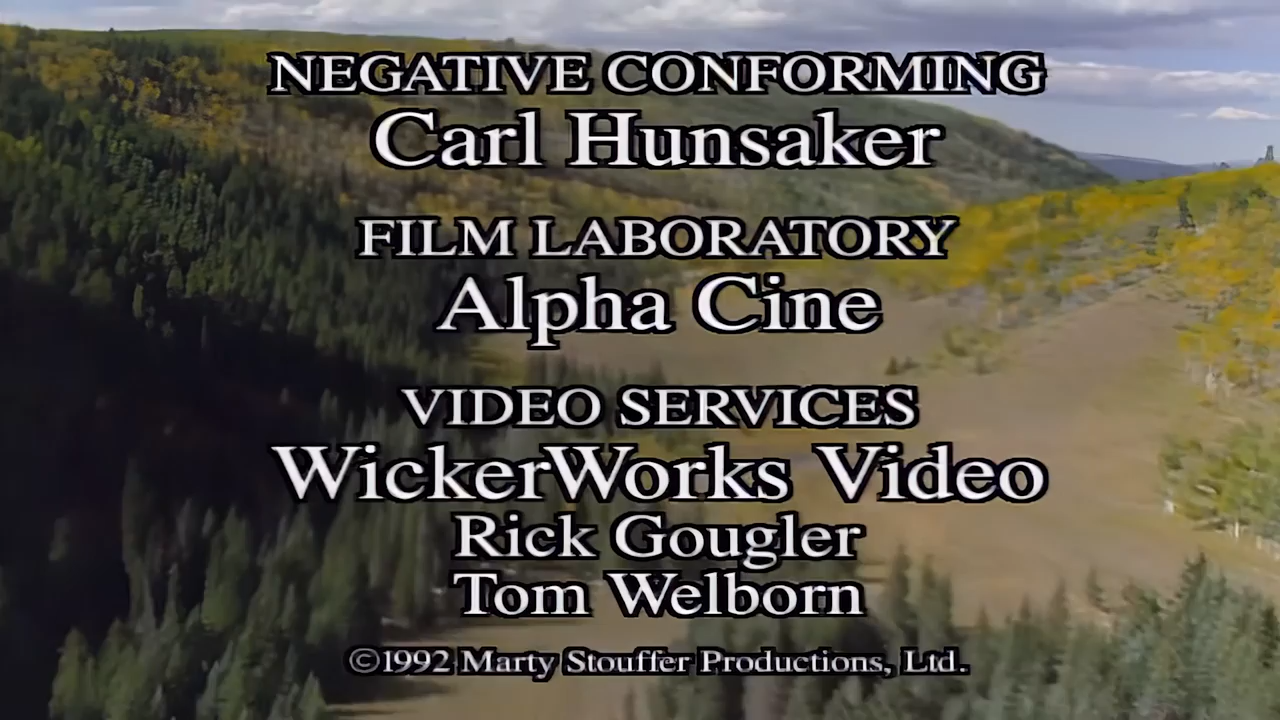 NEGATIVE CONFORMING
Carl Hunsaker
FILM LABORATORY
Alpha Cine
VIDEO SERVICES
WickerWorks Video
Rick Gougler
Tom Welborn
©1992 Marty Stouffer Productions, Ltd.